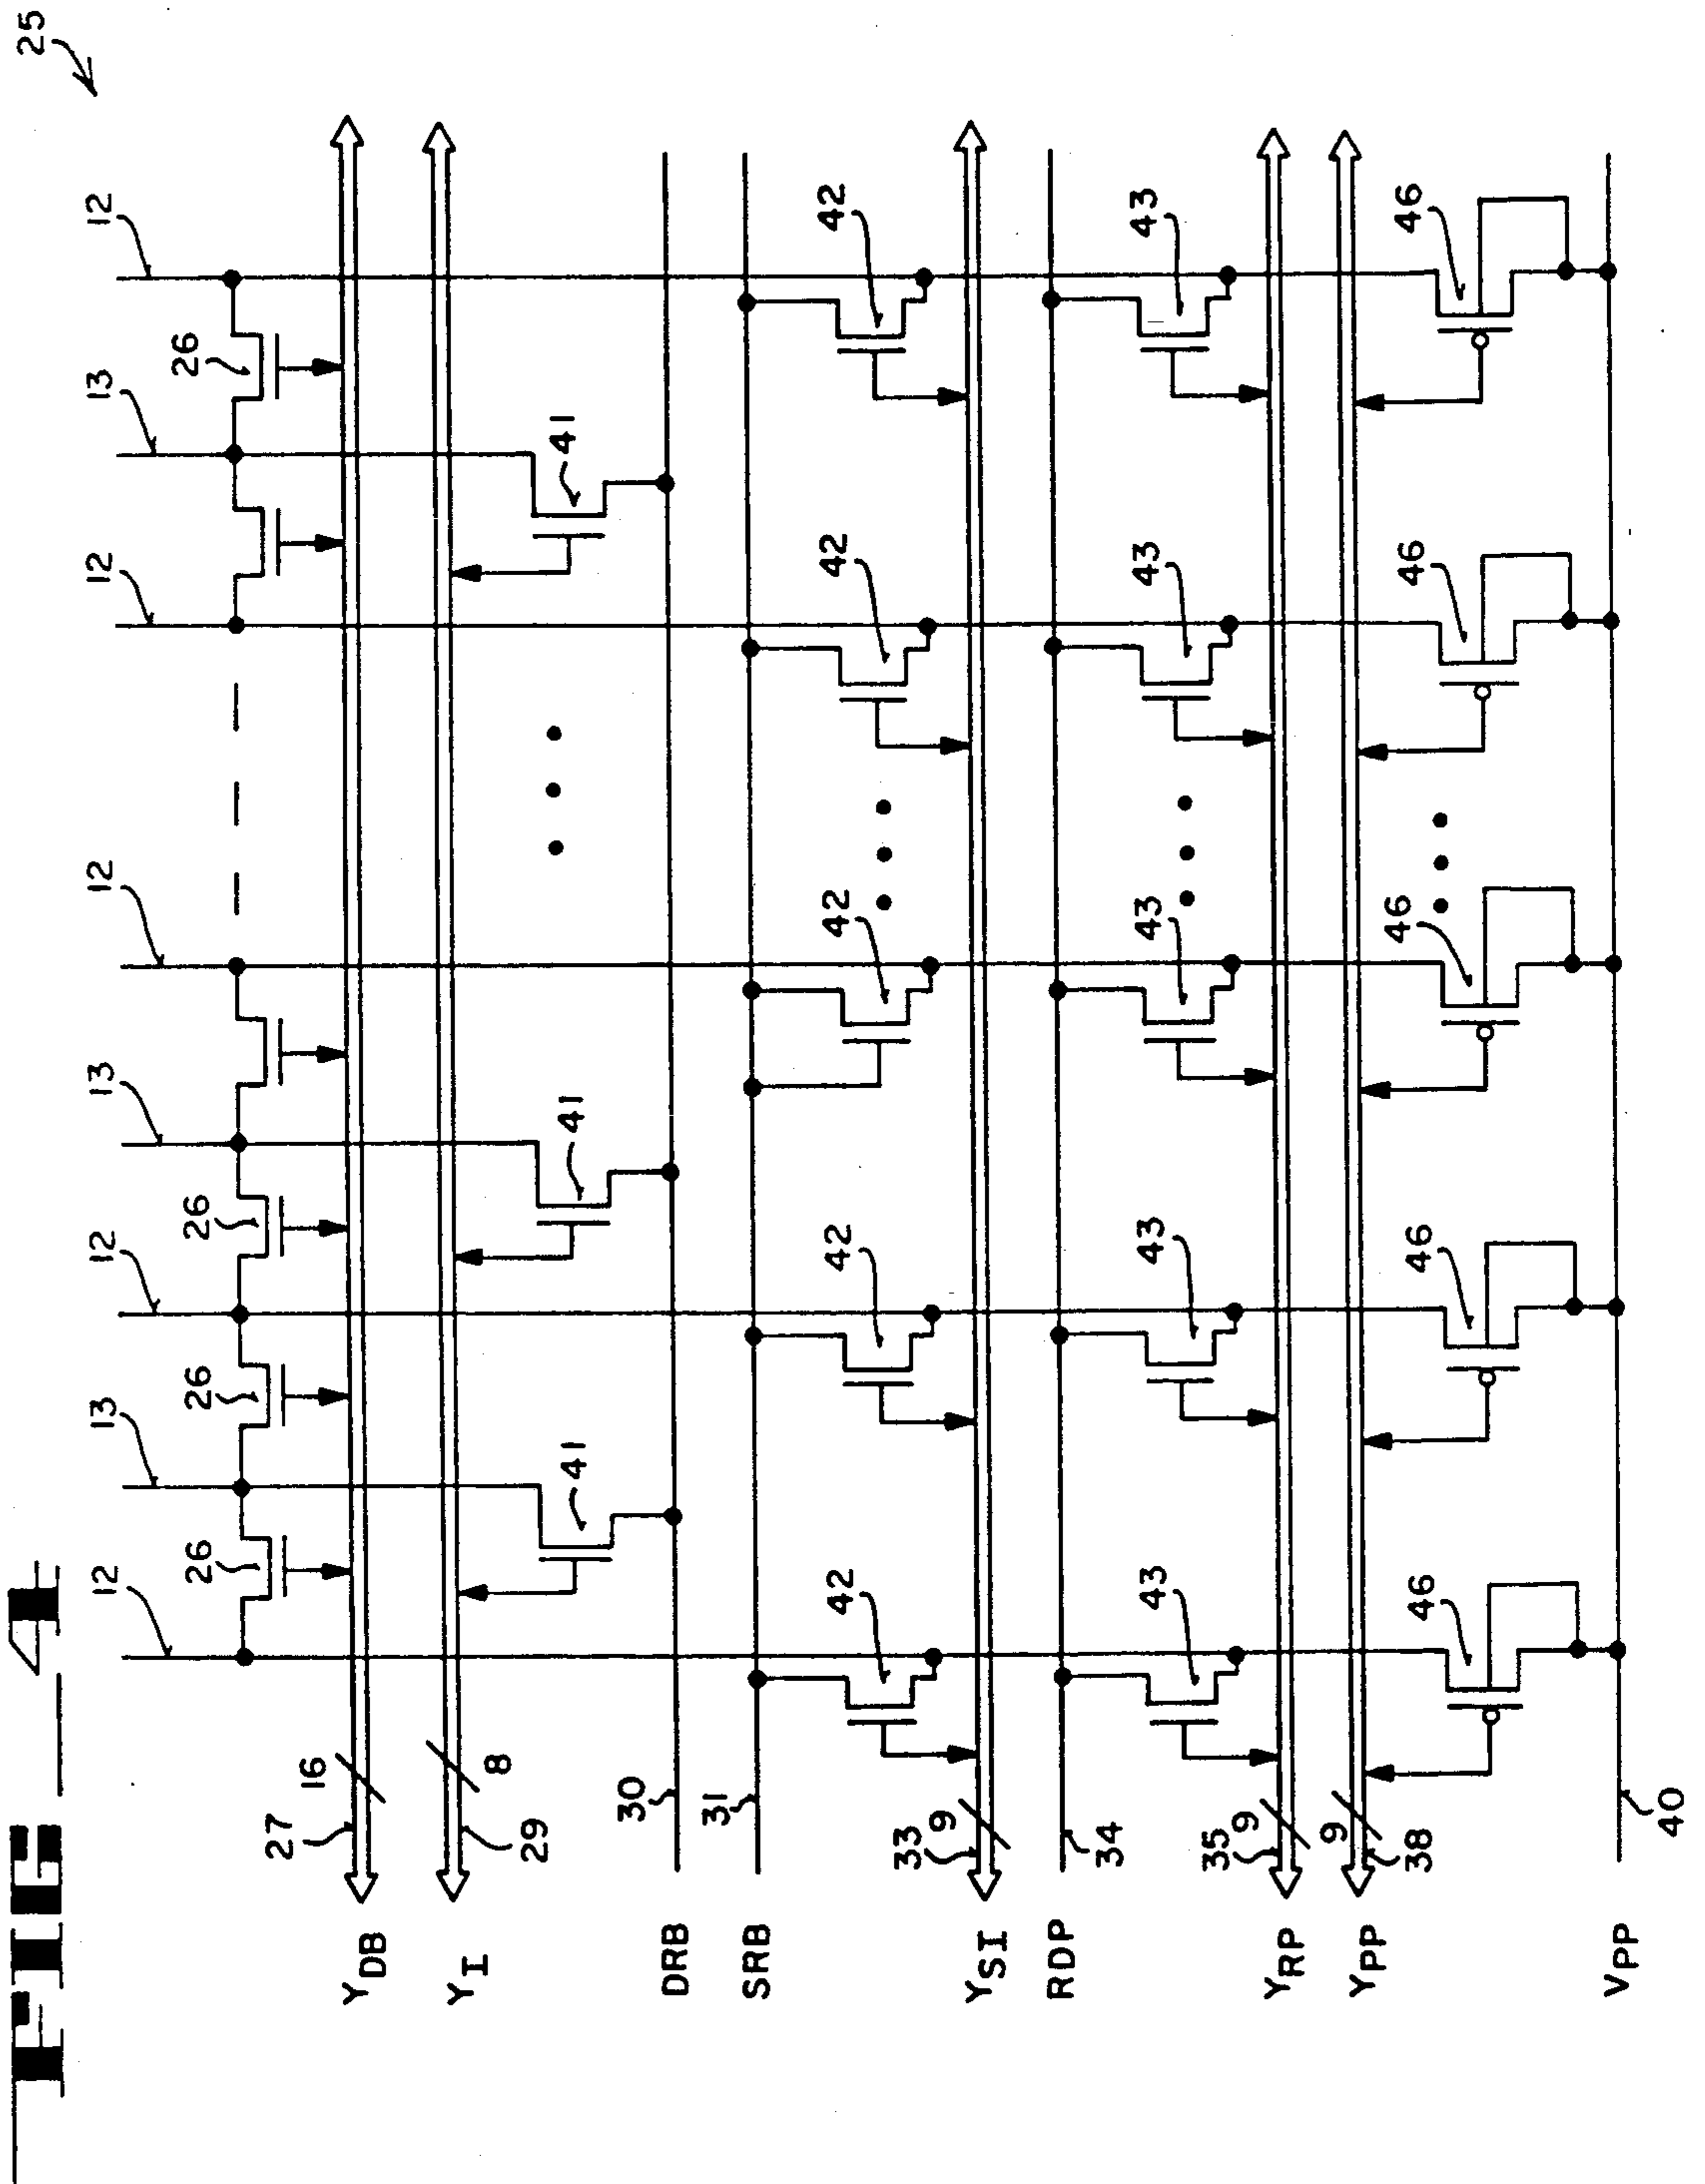 FIG_4
25
12 13 12 13 12 12 13 12
26 26 26 26
YDB 27 16
YI 29 8
41 41 41
DRB 30
SRB 31
42 42 42 42 42
YSI 33 9
RDP 34
43 43 43 43 43
YRP 35 9
YPP 38 9
46 46 46 46 46
VPP 40